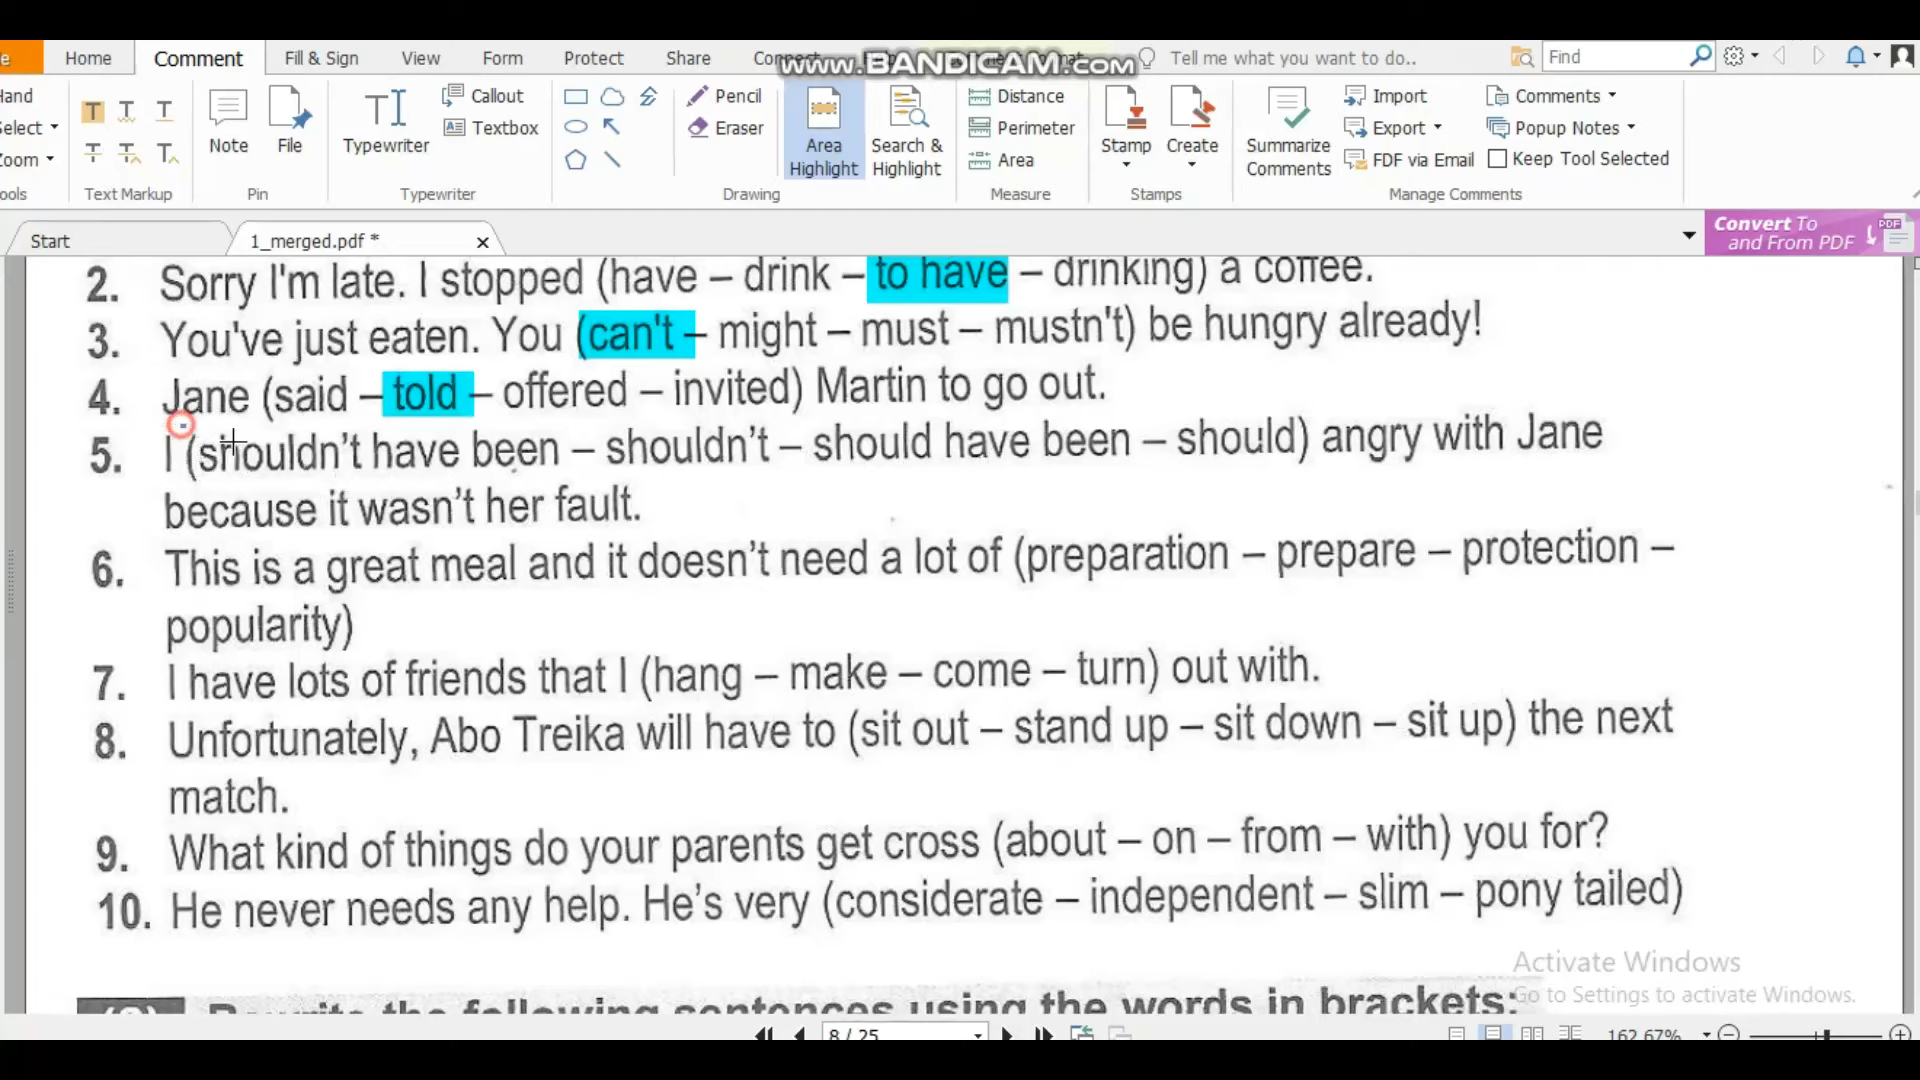 www.BANDICAM.com
Home Comment Fill & Sign View Form Protect Share Tell me what you want to do.. Find
Hand Callout Pencil Distance Import Comments
Select Textbox Eraser Perimeter Export Popup Notes
Zoom Note File Typewriter Area Highlight Search & Highlight Area Stamp Create Summarize Comments FDF via Email Keep Tool Selected
Text Markup Pin Typewriter Drawing Measure Stamps Manage Comments
Start 1_merged.pdf * Convert To and From PDF
2. Sorry I'm late. I stopped (have – drink – to have – drinking) a coffee.
3. You've just eaten. You (can't – might – must – mustn't) be hungry already!
4. Jane (said – told – offered – invited) Martin to go out.
5. I (shouldn't have been – shouldn't – should have been – should) angry with Jane
because it wasn't her fault.
6. This is a great meal and it doesn't need a lot of (preparation – prepare – protection –
popularity)
7. I have lots of friends that I (hang – make – come – turn) out with.
8. Unfortunately, Abo Treika will have to (sit out – stand up – sit down – sit up) the next
match.
9. What kind of things do your parents get cross (about – on – from – with) you for?
10. He never needs any help. He's very (considerate – independent – slim – pony tailed)
Activate Windows
Go to Settings to activate Windows.
Rewrite the following sentences using the words in brackets:
8 / 25 162.67%